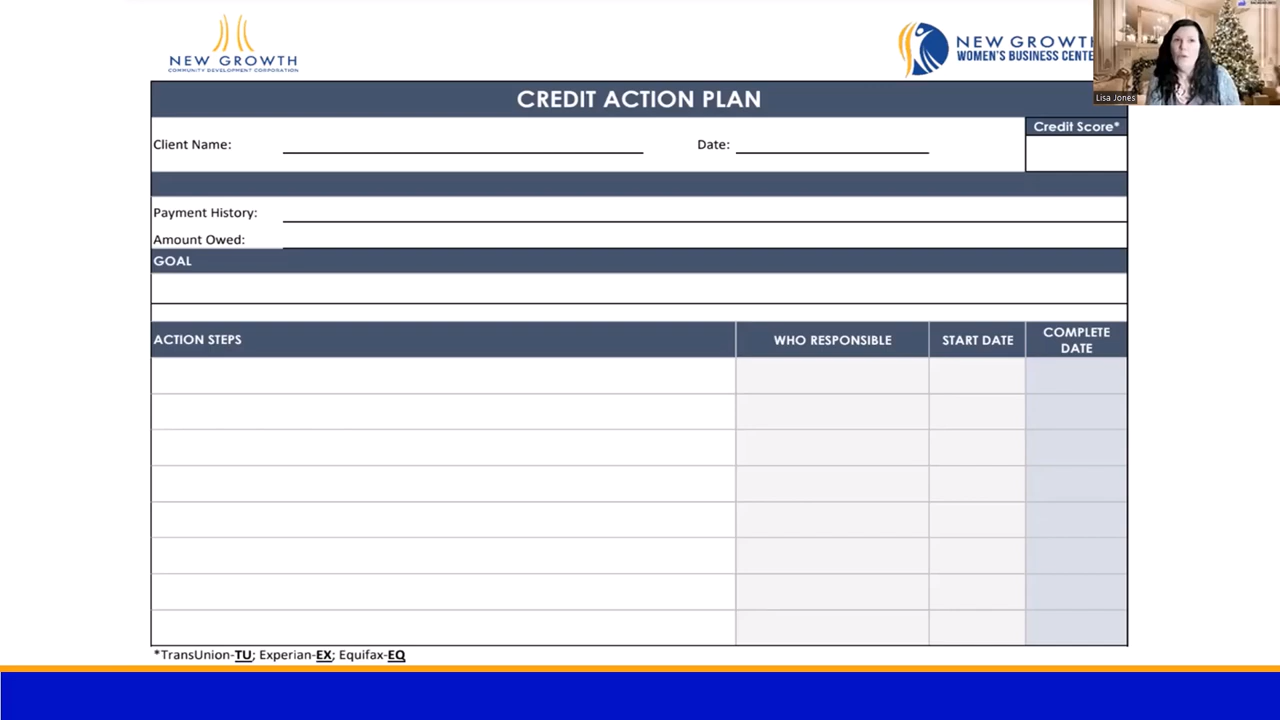 NEW GROWTH
COMMUNITY DEVELOPMENT CORPORATION
NEW GROWTH
WOMEN'S BUSINESS CENTE
Lisa Jones
CREDIT ACTION PLAN
Client Name:
Date:
Credit Score*
Payment History:
Amount Owed:
GOAL
ACTION STEPS
WHO RESPONSIBLE
START DATE
COMPLETE
DATE
*TransUnion-TU; Experian-EX; Equifax-EQ